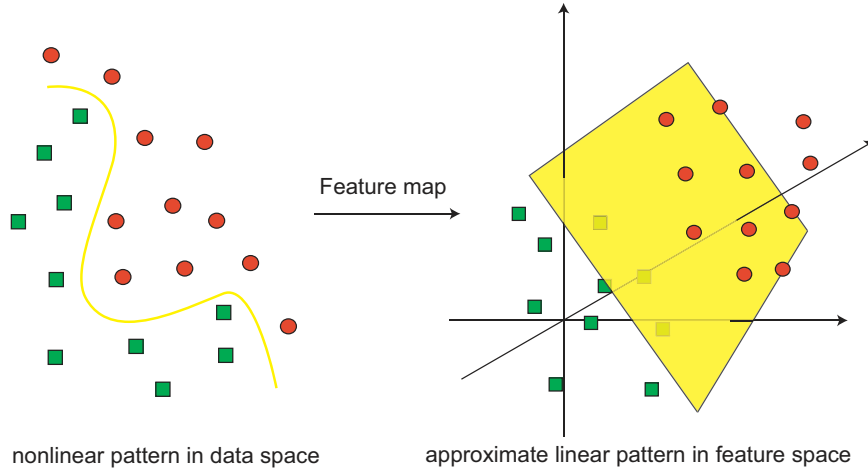 Feature map
nonlinear pattern in data space
approximate linear pattern in feature space